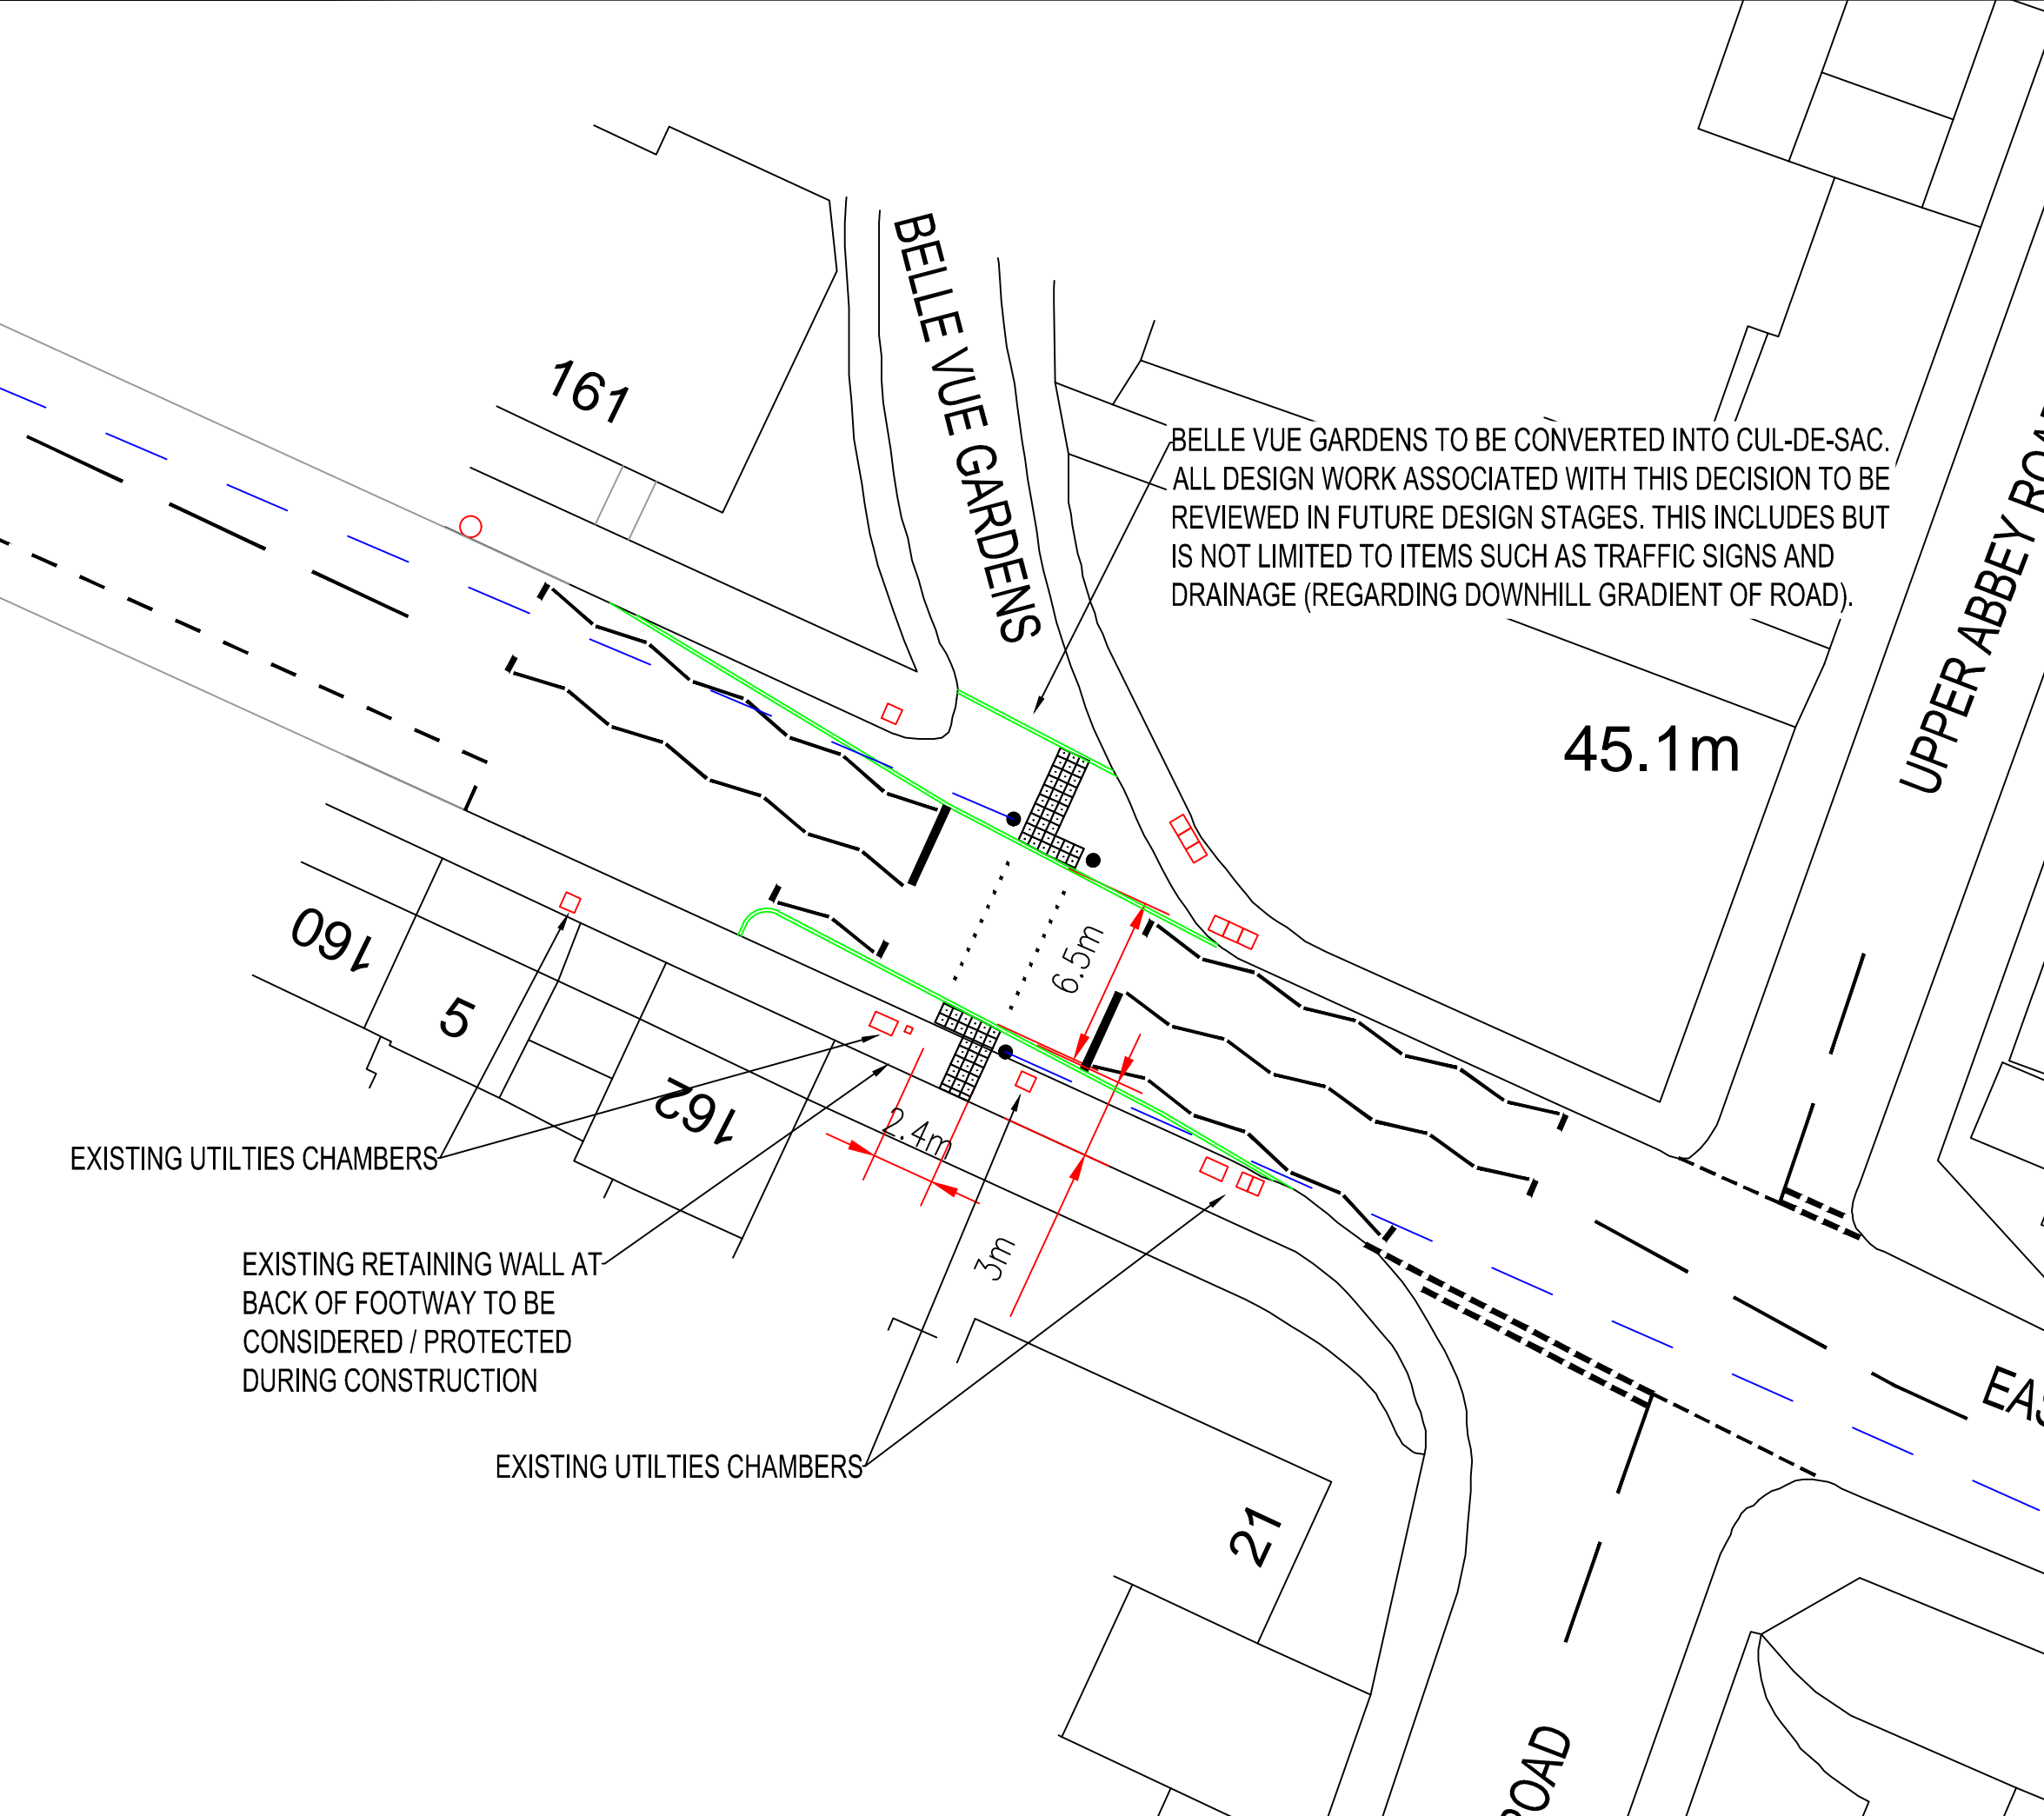 161
BELLE VUE GARDENS
BELLE VUE GARDENS TO BE CONVERTED INTO CUL-DE-SAC.
ALL DESIGN WORK ASSOCIATED WITH THIS DECISION TO BE
REVIEWED IN FUTURE DESIGN STAGES. THIS INCLUDES BUT
IS NOT LIMITED TO ITEMS SUCH AS TRAFFIC SIGNS AND
DRAINAGE (REGARDING DOWNHILL GRADIENT OF ROAD).
UPPER ABBEY ROA
45.1m
160
5
162
6.5m
2.4m
3m
EXISTING UTILTIES CHAMBERS
EXISTING RETAINING WALL AT
BACK OF FOOTWAY TO BE
CONSIDERED / PROTECTED
DURING CONSTRUCTION
EXISTING UTILTIES CHAMBERS
21
EAS
ROAD